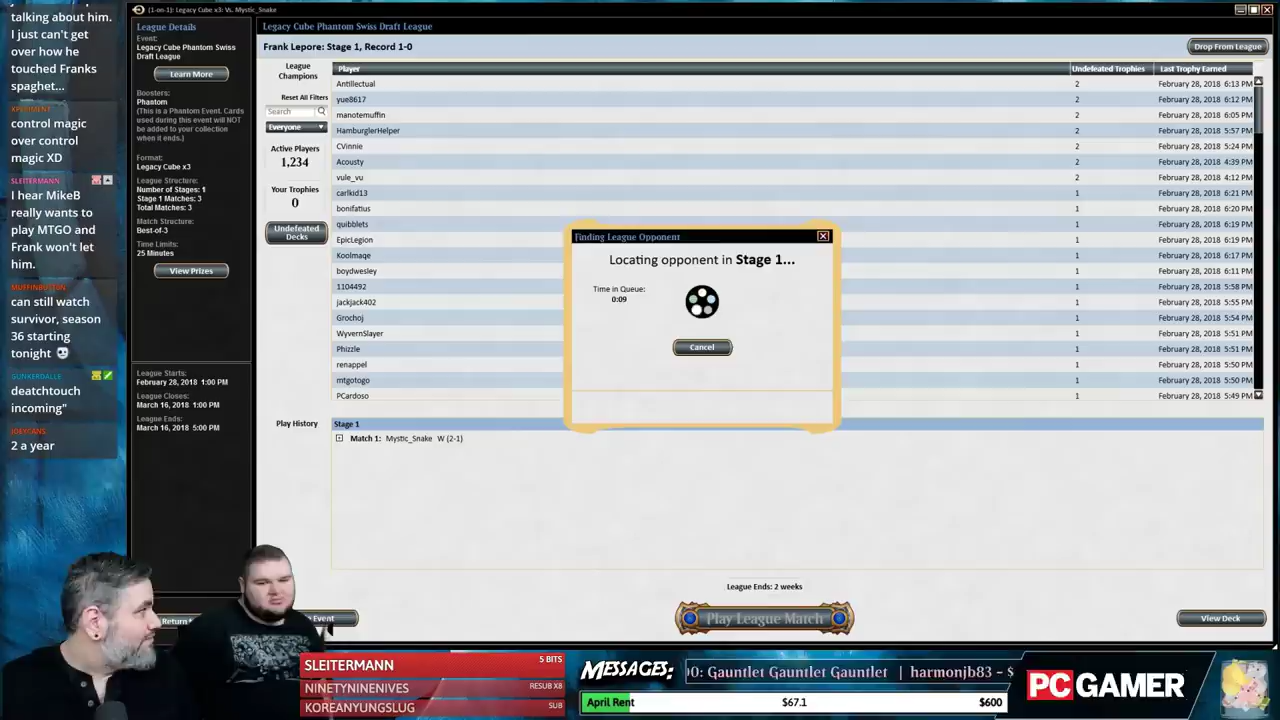 (1-on-1): Legacy Cube x3: Vs. Mystic_Snake
talking about him.
I just can't get
over how he
touched Franks
spaghet...
control magic
over control
magic XD
SLEITERMANN
I hear MikeB
really wants to
play MTGO and
Frank won't let
him.
MUFFINBUTTON
can still watch
survivor, season
36 starting
tonight
GUNKERDALLE
deathtouch
incoming"
JOEYCANS
2 a year
League Details
Event:
Legacy Cube Phantom Swiss
Draft League
Learn More
Boosters:
Phantom
(This is a Phantom Event. Cards
used during this event will NOT
be added to your collection
when it ends.)
Format:
Legacy Cube x3
League Structure:
Number of Stages: 1
Stage 1 Matches: 3
Total Matches: 3
Match Structure:
Best-of-3
Time Limits:
25 Minutes
View Prizes
League Starts:
February 28, 2018 1:00 PM
League Closes:
March 16, 2018 1:00 PM
League Ends:
March 16, 2018 5:00 PM
Legacy Cube Phantom Swiss Draft League
Frank Lepore: Stage 1, Record 1-0
Drop From League
League
Champions
Reset All Filters
Search
Everyone
Active Players
1,234
Your Trophies
0
Undefeated
Decks
Player Undefeated Trophies Last Trophy Earned
Antillectual 2 February 28, 2018 6:13 PM
yue8617 2 February 28, 2018 6:12 PM
manotemuffin 2 February 28, 2018 6:05 PM
HamburglerHelper 2 February 28, 2018 5:57 PM
CVinnie 2 February 28, 2018 5:24 PM
Acousty 2 February 28, 2018 4:39 PM
vule_vu 2 February 28, 2018 4:12 PM
carlkid13 1 February 28, 2018 6:21 PM
bonifatius 1 February 28, 2018 6:20 PM
quibblets 1 February 28, 2018 6:19 PM
EpicLegion 1 February 28, 2018 6:18 PM
Koolmaqe 1 February 28, 2018 6:17 PM
boydwesley 1 February 28, 2018 6:11 PM
1104492 1 February 28, 2018 5:58 PM
jackjack402 1 February 28, 2018 5:55 PM
Grochoj 1 February 28, 2018 5:54 PM
WyvernSlayer 1 February 28, 2018 5:51 PM
Phizzle 1 February 28, 2018 5:51 PM
renappel 1 February 28, 2018 5:50 PM
mtgotogo 1 February 28, 2018 5:50 PM
PCardoso 1 February 28, 2018 5:49 PM
Finding League Opponent
Locating opponent in Stage 1...
Time in Queue:
0:09
Cancel
Play History
Stage 1
Match 1: Mystic_Snake W (2-1)
League Ends: 2 weeks
Return
Event
Play League Match
View Deck
SLEITERMANN 5 BITS
NINETYNINENIVES RESUB X8
KOREANYUNGSLUG SUB
MESSAGES:
0: Gauntlet Gauntlet Gauntlet | harmonjb83 - $
April Rent $67.1 $600
PC GAMER